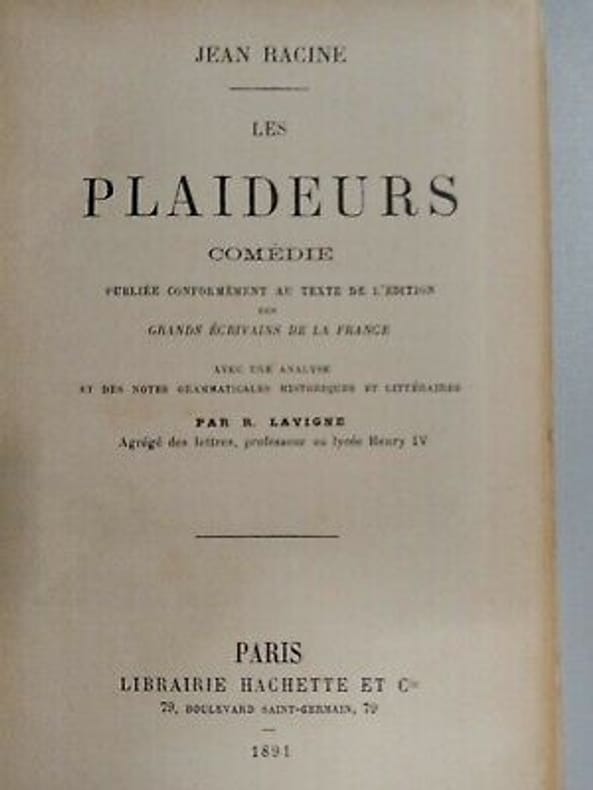 JEAN RACINE
LES
PLAIDEURS
COMÉDIE
PUBLIÉE CONFORMÉMENT AU TEXTE DE L'ÉDITION
DES
GRANDS ÉCRIVAINS DE LA FRANCE
AVEC UNE ANALYSE
ET DES NOTES GRAMMATICALES HISTORIQUES ET LITTÉRAIRES
PAR R. LAVIGNE
Agrégé des lettres, professeur au lycée Henry IV
PARIS
LIBRAIRIE HACHETTE ET Cie
79, BOULEVARD SAINT-GERMAIN, 79
1891